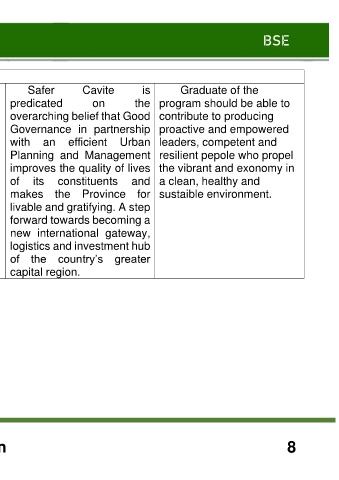 BSE
Safer Cavite is
predicated on the
overarching belief that Good
Governance in partnership
with an efficient Urban
Planning and Management
improves the quality of lives
of its constituents and
makes the Province for
livable and gratifying. A step
forward towards becoming a
new international gateway,
logistics and investment hub
of the country's greater
capital region.
Graduate of the
program should be able to
contribute to producing
proactive and empowered
leaders, competent and
resilient pepole who propel
the vibrant and exonomy in
a clean, healthy and
sustaible environment.
n
8